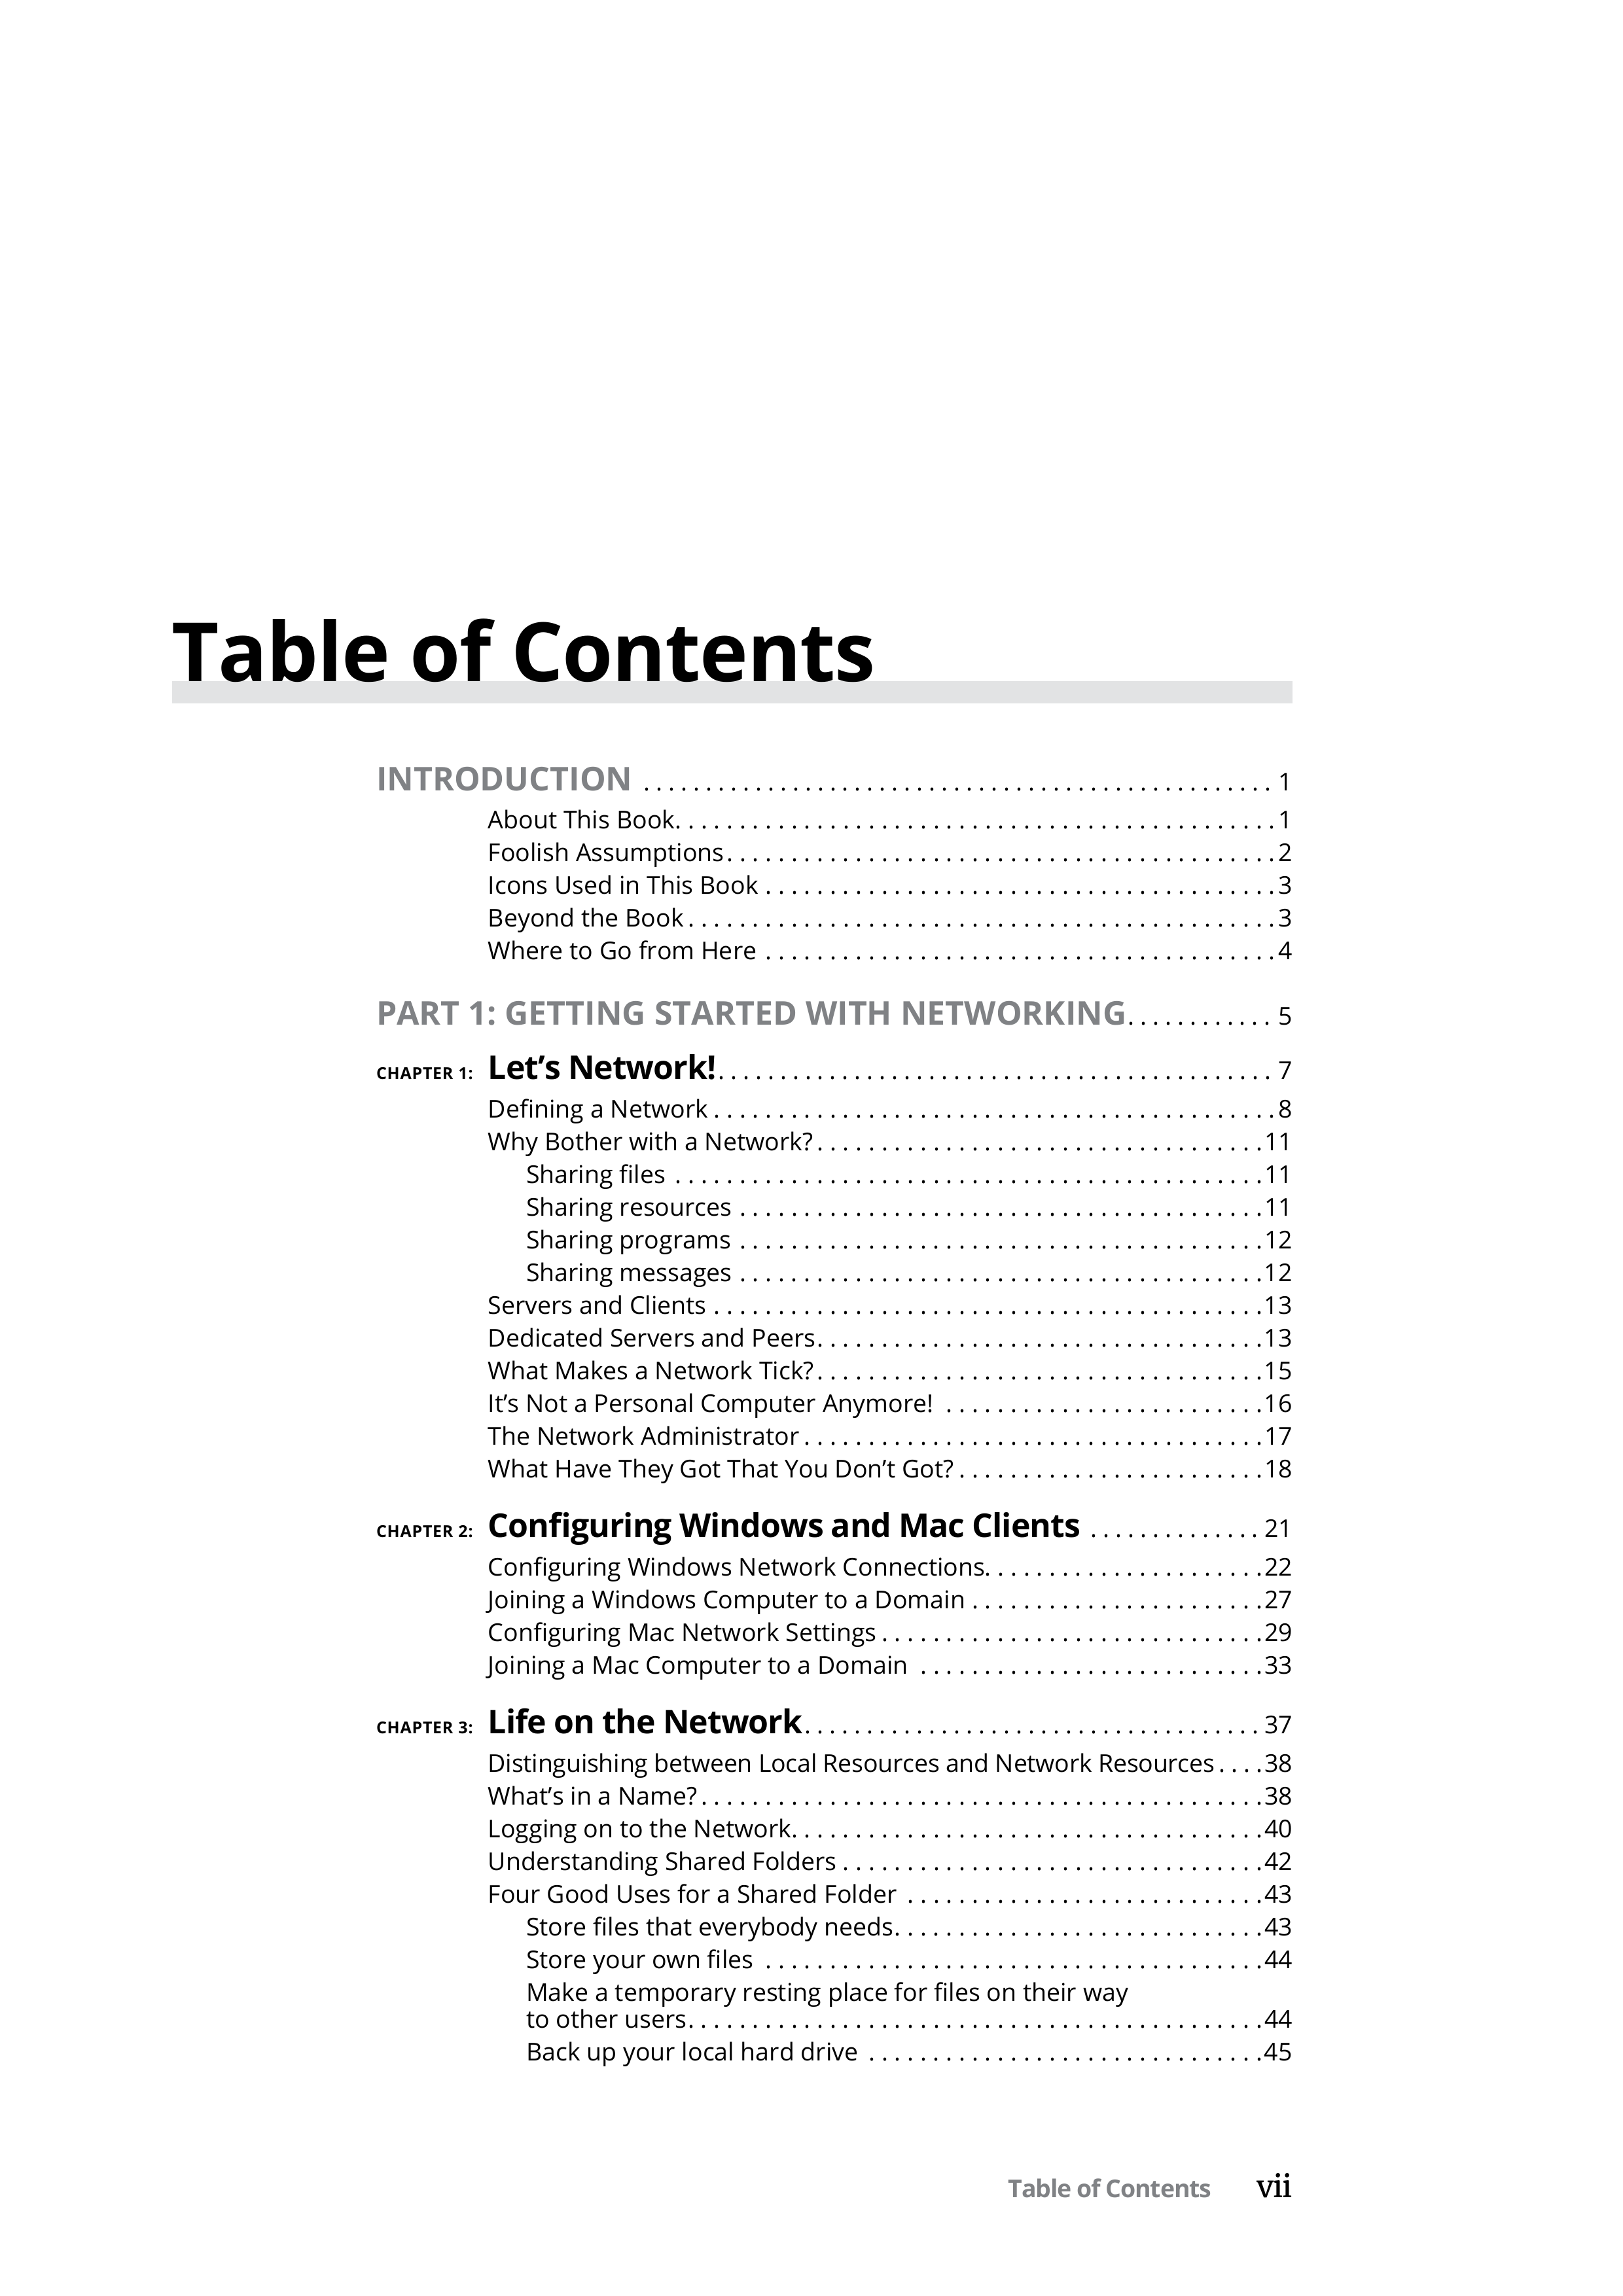 Table of Contents
INTRODUCTION . . . . . . . . . . . . . . . . . . . . . . . . . . . . . . . . . . . . . . . . . . . . . . . . . . . 1
About This Book. . . . . . . . . . . . . . . . . . . . . . . . . . . . . . . . . . . . . . . . . . . . . . . 1
Foolish Assumptions . . . . . . . . . . . . . . . . . . . . . . . . . . . . . . . . . . . . . . . . . . . 2
Icons Used in This Book . . . . . . . . . . . . . . . . . . . . . . . . . . . . . . . . . . . . . . . . 3
Beyond the Book . . . . . . . . . . . . . . . . . . . . . . . . . . . . . . . . . . . . . . . . . . . . . . 3
Where to Go from Here . . . . . . . . . . . . . . . . . . . . . . . . . . . . . . . . . . . . . . . . 4
PART 1: GETTING STARTED WITH NETWORKING. . . . . . . . . . . . 5
CHAPTER 1: Let’s Network! . . . . . . . . . . . . . . . . . . . . . . . . . . . . . . . . . . . . . . . . . . . . . 7
Defining a Network . . . . . . . . . . . . . . . . . . . . . . . . . . . . . . . . . . . . . . . . . . . . 8
Why Bother with a Network? . . . . . . . . . . . . . . . . . . . . . . . . . . . . . . . . . . . 11
Sharing files . . . . . . . . . . . . . . . . . . . . . . . . . . . . . . . . . . . . . . . . . . . . . . 11
Sharing resources . . . . . . . . . . . . . . . . . . . . . . . . . . . . . . . . . . . . . . . . . 11
Sharing programs . . . . . . . . . . . . . . . . . . . . . . . . . . . . . . . . . . . . . . . . . 12
Sharing messages . . . . . . . . . . . . . . . . . . . . . . . . . . . . . . . . . . . . . . . . . 12
Servers and Clients . . . . . . . . . . . . . . . . . . . . . . . . . . . . . . . . . . . . . . . . . . . 13
Dedicated Servers and Peers. . . . . . . . . . . . . . . . . . . . . . . . . . . . . . . . . . . 13
What Makes a Network Tick? . . . . . . . . . . . . . . . . . . . . . . . . . . . . . . . . . . . 15
It’s Not a Personal Computer Anymore! . . . . . . . . . . . . . . . . . . . . . . . . . 16
The Network Administrator . . . . . . . . . . . . . . . . . . . . . . . . . . . . . . . . . . . . 17
What Have They Got That You Don’t Got? . . . . . . . . . . . . . . . . . . . . . . . . 18
CHAPTER 2: Configuring Windows and Mac Clients . . . . . . . . . . . . . . 21
Configuring Windows Network Connections. . . . . . . . . . . . . . . . . . . . . . 22
Joining a Windows Computer to a Domain . . . . . . . . . . . . . . . . . . . . . . . 27
Configuring Mac Network Settings . . . . . . . . . . . . . . . . . . . . . . . . . . . . . . 29
Joining a Mac Computer to a Domain . . . . . . . . . . . . . . . . . . . . . . . . . . . 33
CHAPTER 3: Life on the Network . . . . . . . . . . . . . . . . . . . . . . . . . . . . . . . . . . . . . 37
Distinguishing between Local Resources and Network Resources . . . . 38
What’s in a Name? . . . . . . . . . . . . . . . . . . . . . . . . . . . . . . . . . . . . . . . . . . . . 38
Logging on to the Network. . . . . . . . . . . . . . . . . . . . . . . . . . . . . . . . . . . . . 40
Understanding Shared Folders . . . . . . . . . . . . . . . . . . . . . . . . . . . . . . . . . 42
Four Good Uses for a Shared Folder . . . . . . . . . . . . . . . . . . . . . . . . . . . . 43
Store files that everybody needs. . . . . . . . . . . . . . . . . . . . . . . . . . . . . 43
Store your own files . . . . . . . . . . . . . . . . . . . . . . . . . . . . . . . . . . . . . . . 44
Make a temporary resting place for files on their way
to other users. . . . . . . . . . . . . . . . . . . . . . . . . . . . . . . . . . . . . . . . . . . . . 44
Back up your local hard drive . . . . . . . . . . . . . . . . . . . . . . . . . . . . . . . 45
Table of Contents vii